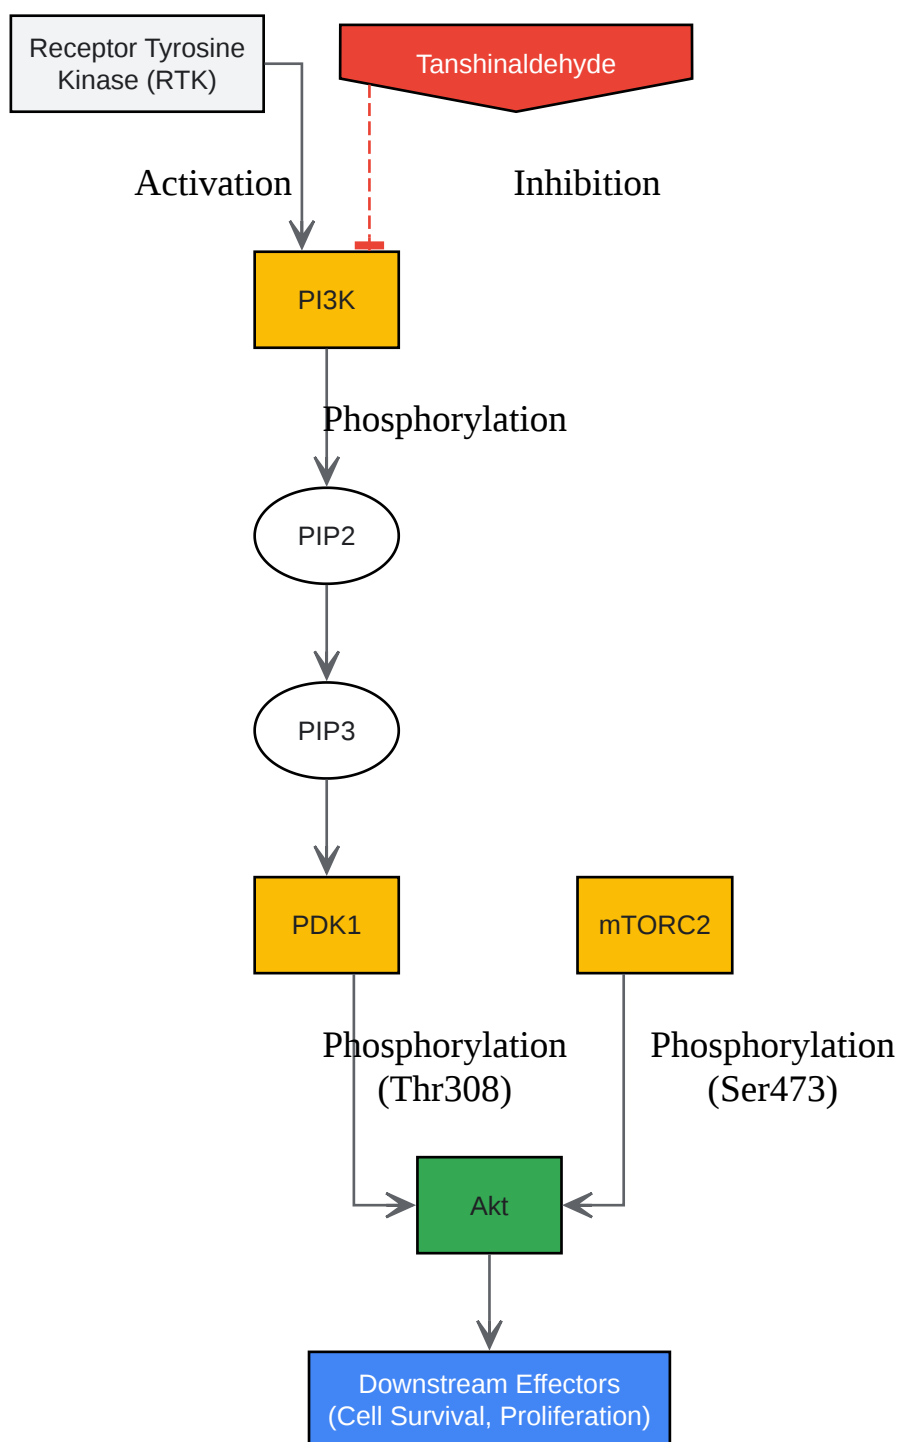 Receptor Tyrosine
Kinase (RTK)
Tanshinaldehyde
Activation
Inhibition
PI3K
Phosphorylation
PIP2
PIP3
PDK1
mTORC2
Phosphorylation
(Thr308)
Phosphorylation
(Ser473)
Akt
Downstream Effectors
(Cell Survival, Proliferation)